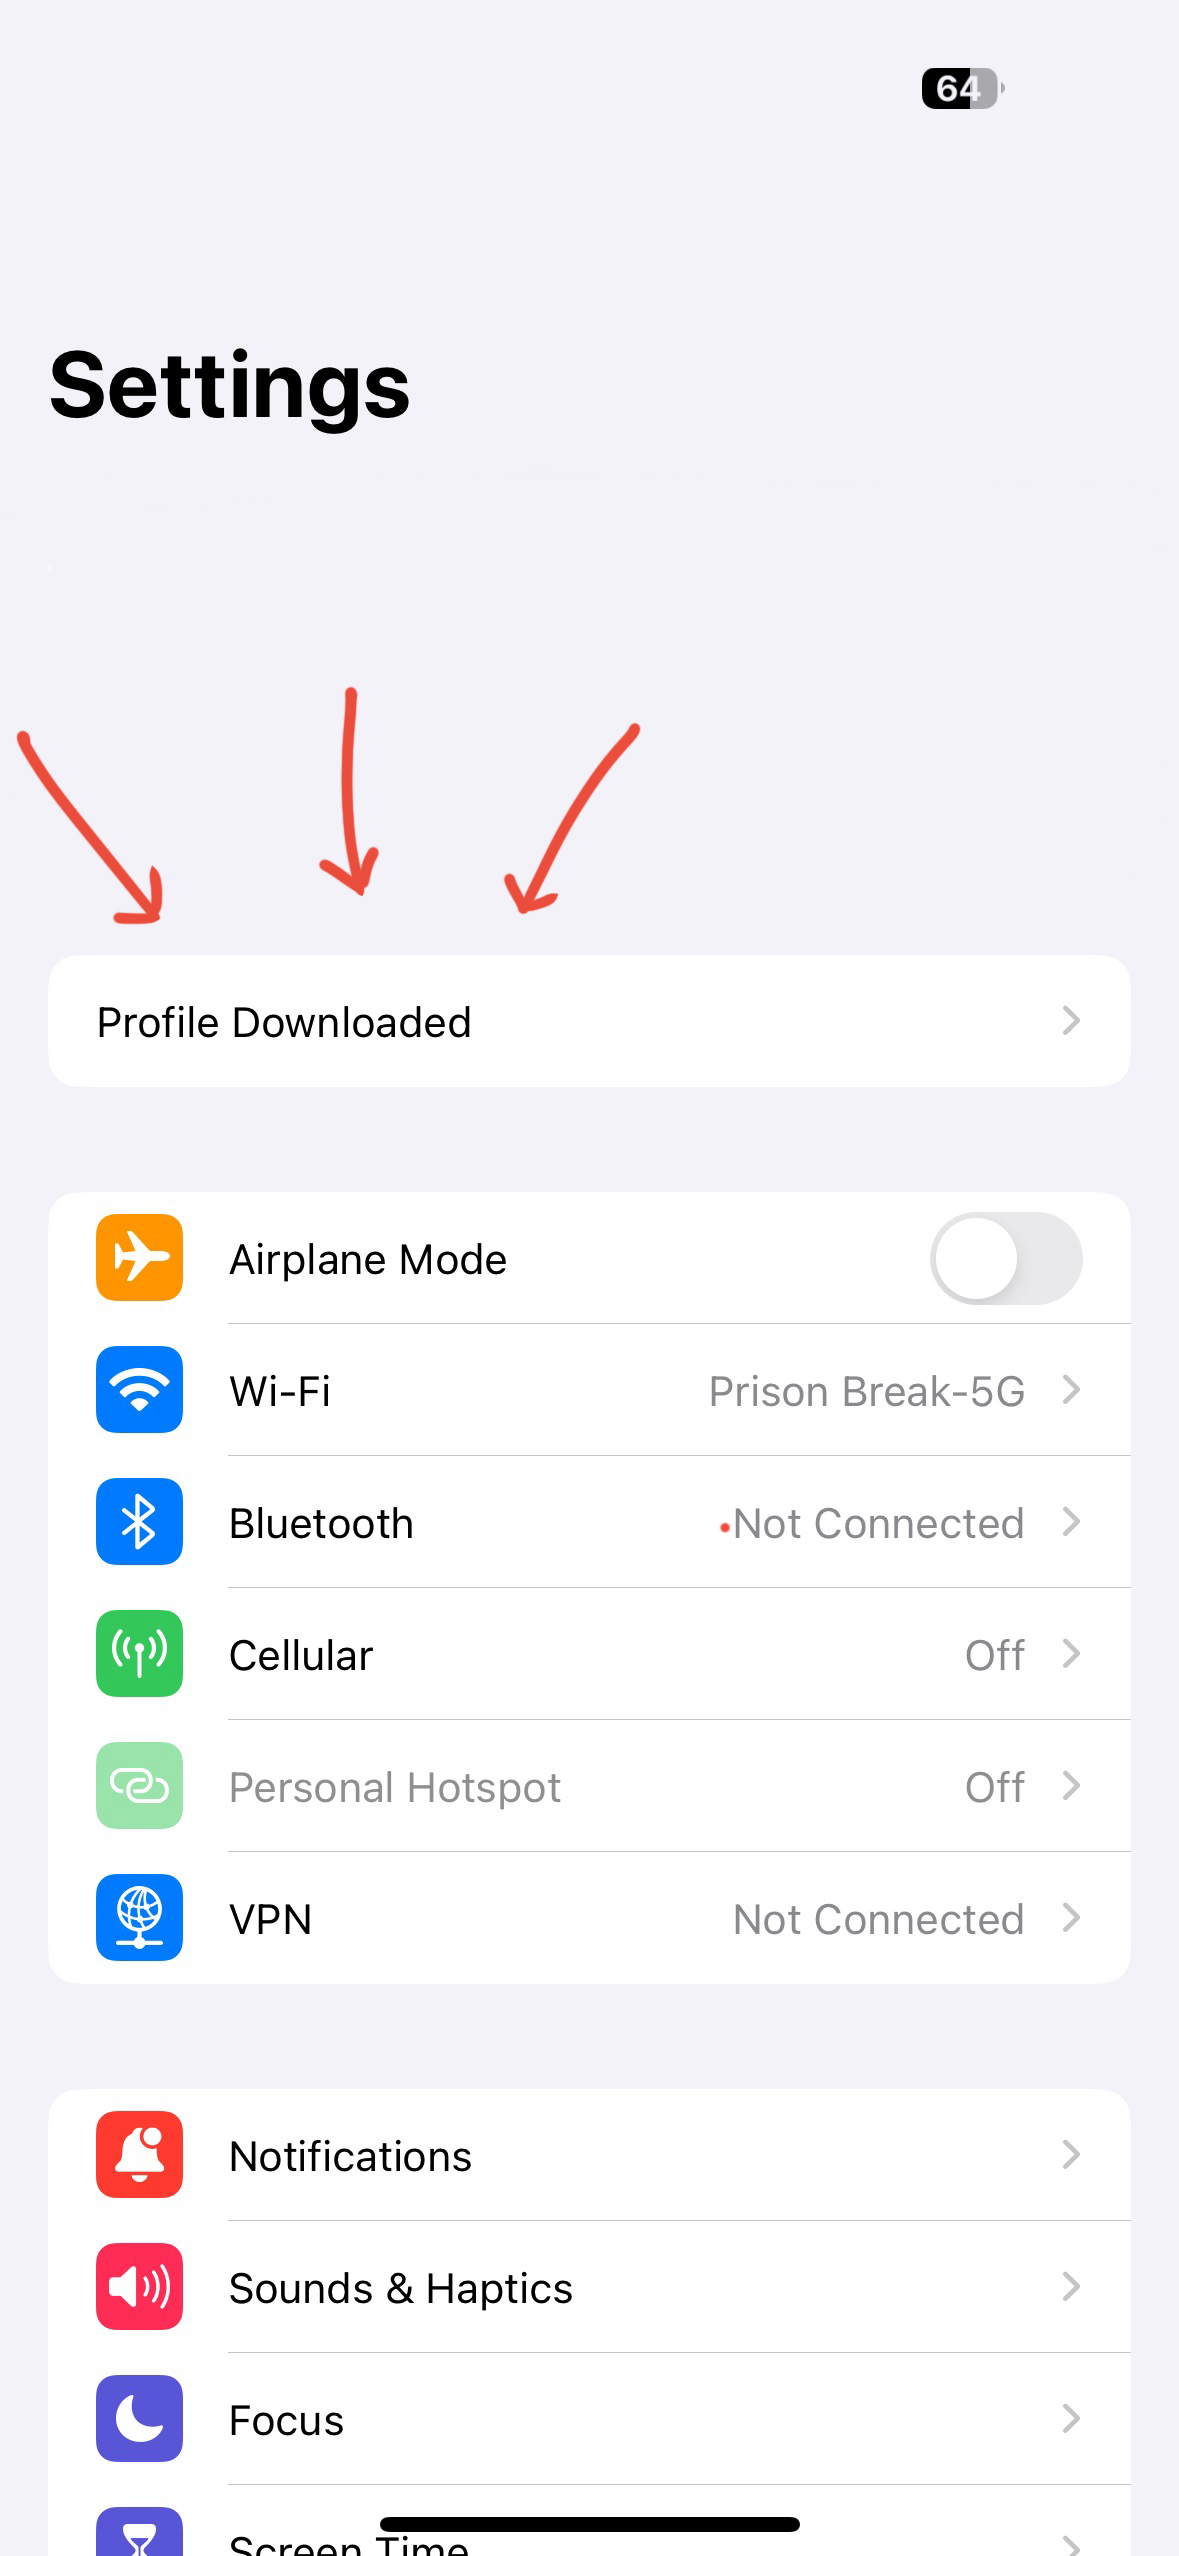 64
Settings
Profile Downloaded
Airplane Mode
Wi-Fi Prison Break-5G
Bluetooth Not Connected
Cellular Off
Personal Hotspot Off
VPN Not Connected
Notifications
Sounds & Haptics
Focus
Screen Time